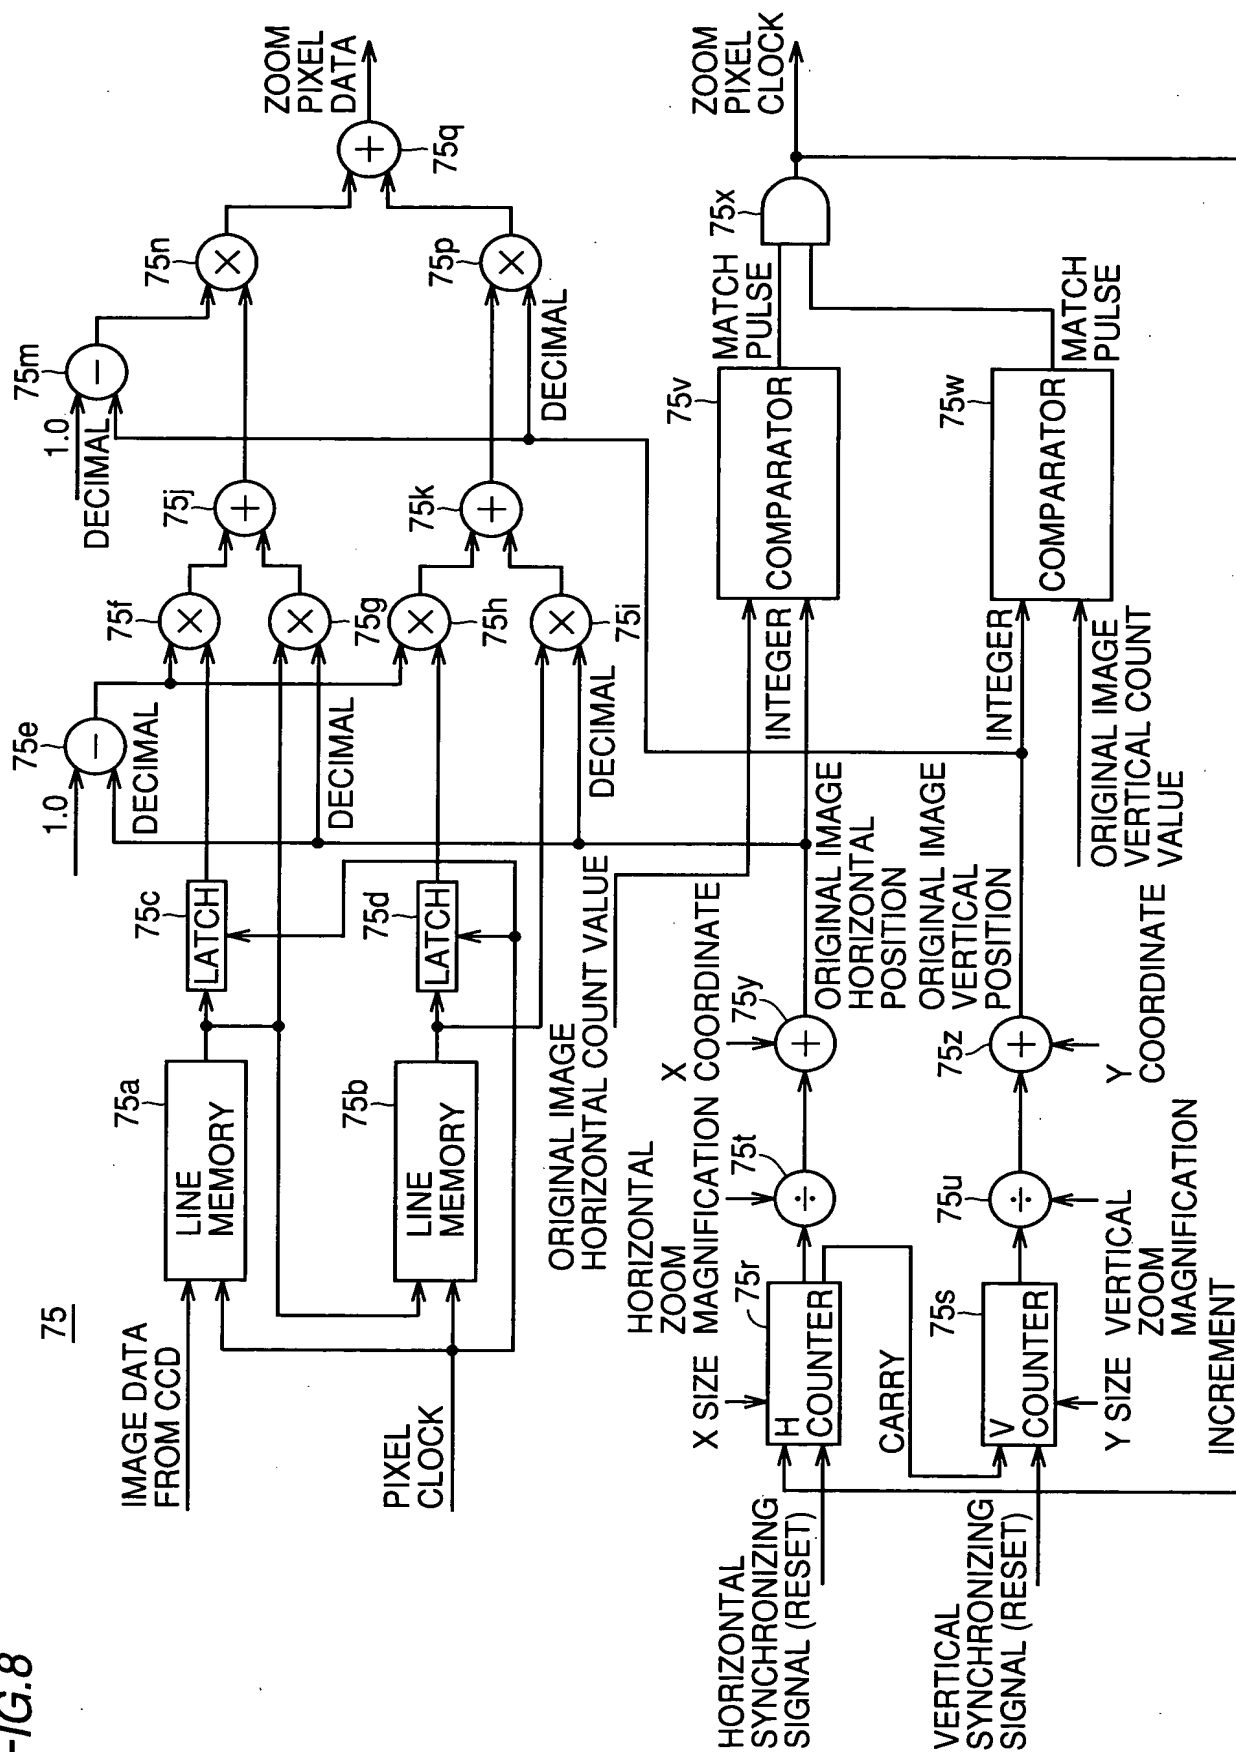 FIG.8
75
IMAGE DATA
FROM CCD
PIXEL
CLOCK
75a
LINE
MEMORY
75b
LINE
MEMORY
75c
LATCH
75d
LATCH
1.0
75e
DECIMAL
DECIMAL
DECIMAL
75f
75g
75h
75i
75j
75k
1.0
DECIMAL
75m
75n
75p
DECIMAL
75q
ZOOM
PIXEL
DATA
ORIGINAL IMAGE
HORIZONTAL COUNT VALUE
HORIZONTAL
SYNCHRONIZING
SIGNAL (RESET)
X SIZE
75r
H
COUNTER
HORIZONTAL
ZOOM
MAGNIFICATION
75t
X
COORDINATE
75y
ORIGINAL IMAGE
HORIZONTAL
POSITION
INTEGER
75v
COMPARATOR
MATCH
PULSE
75x
ZOOM
PIXEL
CLOCK
CARRY
VERTICAL
SYNCHRONIZING
SIGNAL (RESET)
75s
V
COUNTER
Y SIZE
75u
VERTICAL
ZOOM
MAGNIFICATION
75z
Y
COORDINATE
ORIGINAL IMAGE
VERTICAL
POSITION
INTEGER
ORIGINAL IMAGE
VERTICAL COUNT
VALUE
75w
COMPARATOR
MATCH
PULSE
INCREMENT